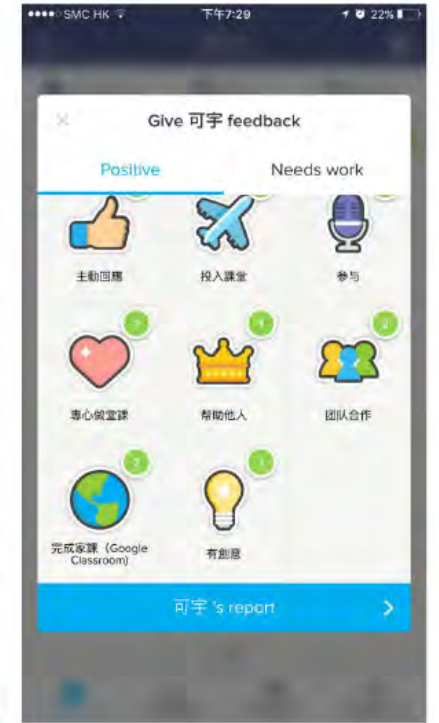 SMC HK 下午7:29 22%
× Give 可宇 feedback
Positive Needs work
主動回應 投入課堂 参与
專心做堂課 帮助他人 团队合作
完成家課 (Google
Classroom) 有創意
可宇 's report >